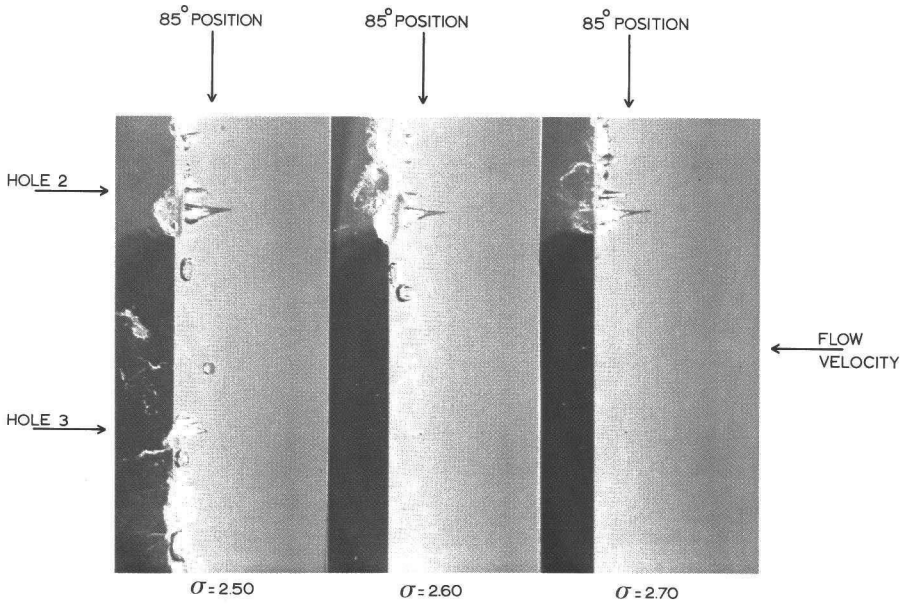 85° POSITION
85° POSITION
85° POSITION
HOLE 2
FLOW
VELOCITY
HOLE 3
σ = 2.50
σ = 2.60
σ = 2.70